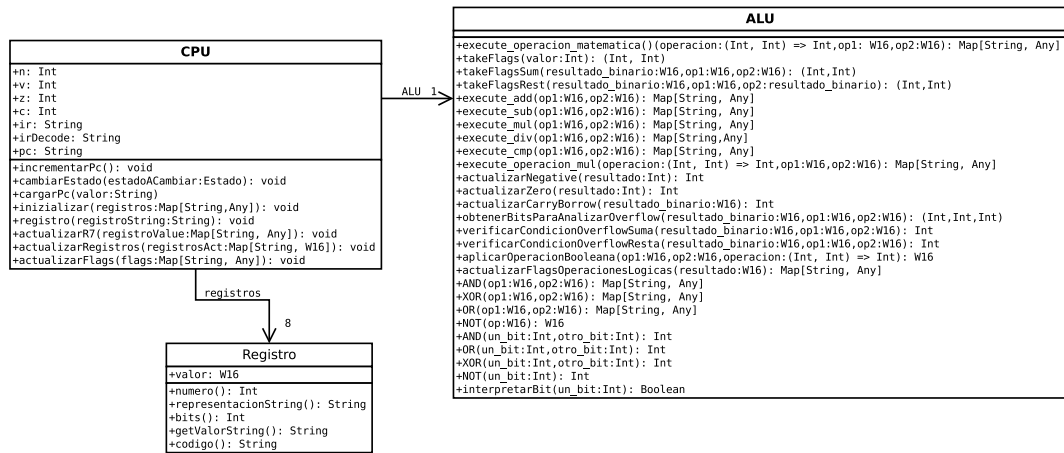 CPU
+n: Int
+v: Int
+z: Int
+c: Int
+ir: String
+irDecode: String
+pc: String
+incrementarPc(): void
+cambiarEstado(estadoACambiar:Estado): void
+cargarPc(valor:String)
+inizializar(registros:Map[String,Any]): void
+registro(registroString:String): void
+actualizarR7(registroValue:Map[String, Any]): void
+actualizarRegistros(registrosAct:Map[String, W16]): void
+actualizarFlags(flags:Map[String, Any]): void
ALU 1
ALU
+execute_operacion_matematica()(operacion:(Int, Int) => Int,op1: W16,op2:W16): Map[String, Any]
+takeFlags(valor:Int): (Int, Int)
+takeFlagsSum(resultado_binario:W16,op1:W16,op2:W16): (Int,Int)
+takeFlagsRest(resultado_binario:W16,op1:W16,op2:resultado_binario): (Int,Int)
+execute_add(op1:W16,op2:W16): Map[String, Any]
+execute_sub(op1:W16,op2:W16): Map[String, Any]
+execute_mul(op1:W16,op2:W16): Map[String, Any]
+execute_div(op1:W16,op2:W16): Map[String,Any]
+execute_cmp(op1:W16,op2:W16): Map[String, Any]
+execute_operacion_mul(operacion:(Int, Int) => Int,op1:W16,op2:W16): Map[String, Any]
+actualizarNegative(resultado:Int): Int
+actualizarZero(resultado:Int): Int
+actualizarCarryBorrow(resultado_binario:W16): Int
+obtenerBitsParaAnalizarOverflow(resultado_binario:W16,op1:W16,op2:W16): (Int,Int,Int)
+verificarCondicionOverflowSuma(resultado_binario:W16,op1:W16,op2:W16): Int
+verificarCondicionOverflowResta(resultado_binario:W16,op1:W16,op2:W16): Int
+aplicarOperacionBooleana(op1:W16,op2:W16,operacion:(Int, Int) => Int): W16
+actualizarFlagsOperacionesLogicas(resultado:W16): Map[String, Any]
+AND(op1:W16,op2:W16): Map[String, Any]
+XOR(op1:W16,op2:W16): Map[String, Any]
+OR(op1:W16,op2:W16): Map[String, Any]
+NOT(op:W16): W16
+AND(un_bit:Int,otro_bit:Int): Int
+OR(un_bit:Int,otro_bit:Int): Int
+XOR(un_bit:Int,otro_bit:Int): Int
+NOT(un_bit:Int): Int
+interpretarBit(un_bit:Int): Boolean
registros
8
Registro
+valor: W16
+numero(): Int
+representacionString(): String
+bits(): Int
+getValorString(): String
+codigo(): String